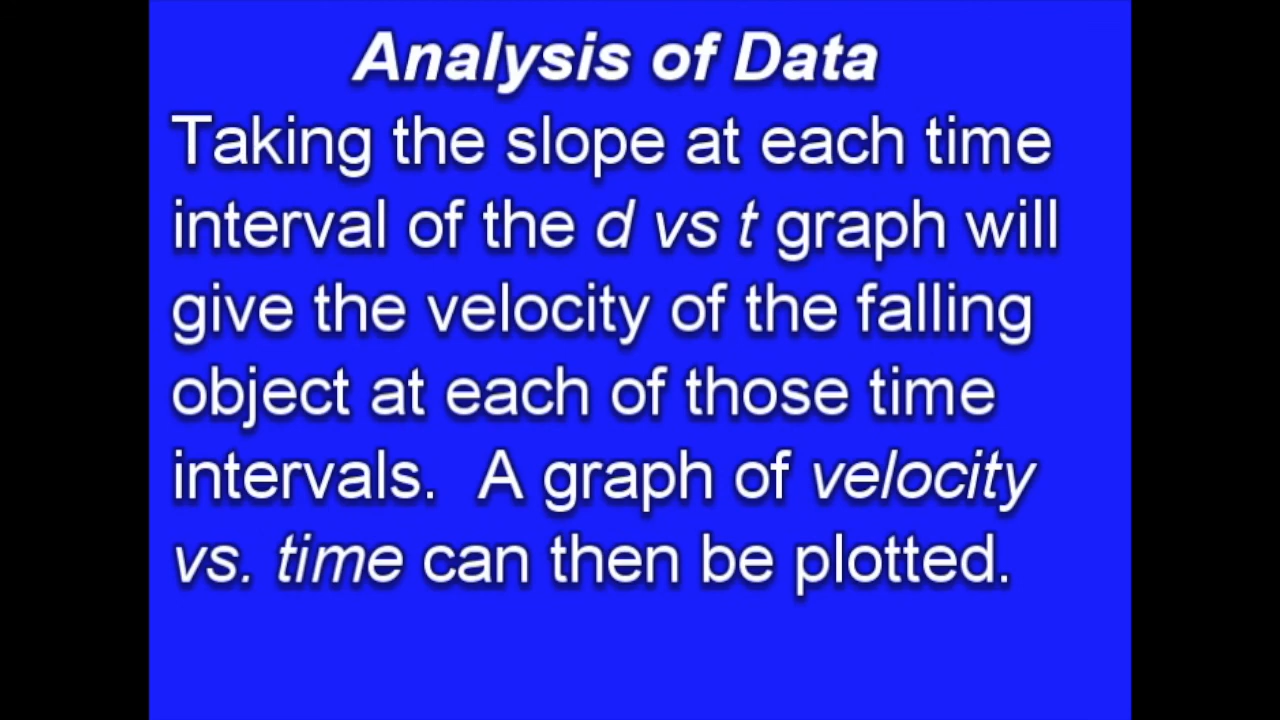 Analysis of Data
Taking the slope at each time
interval of the d vs t graph will
give the velocity of the falling
object at each of those time
intervals.  A graph of velocity
vs. time can then be plotted.